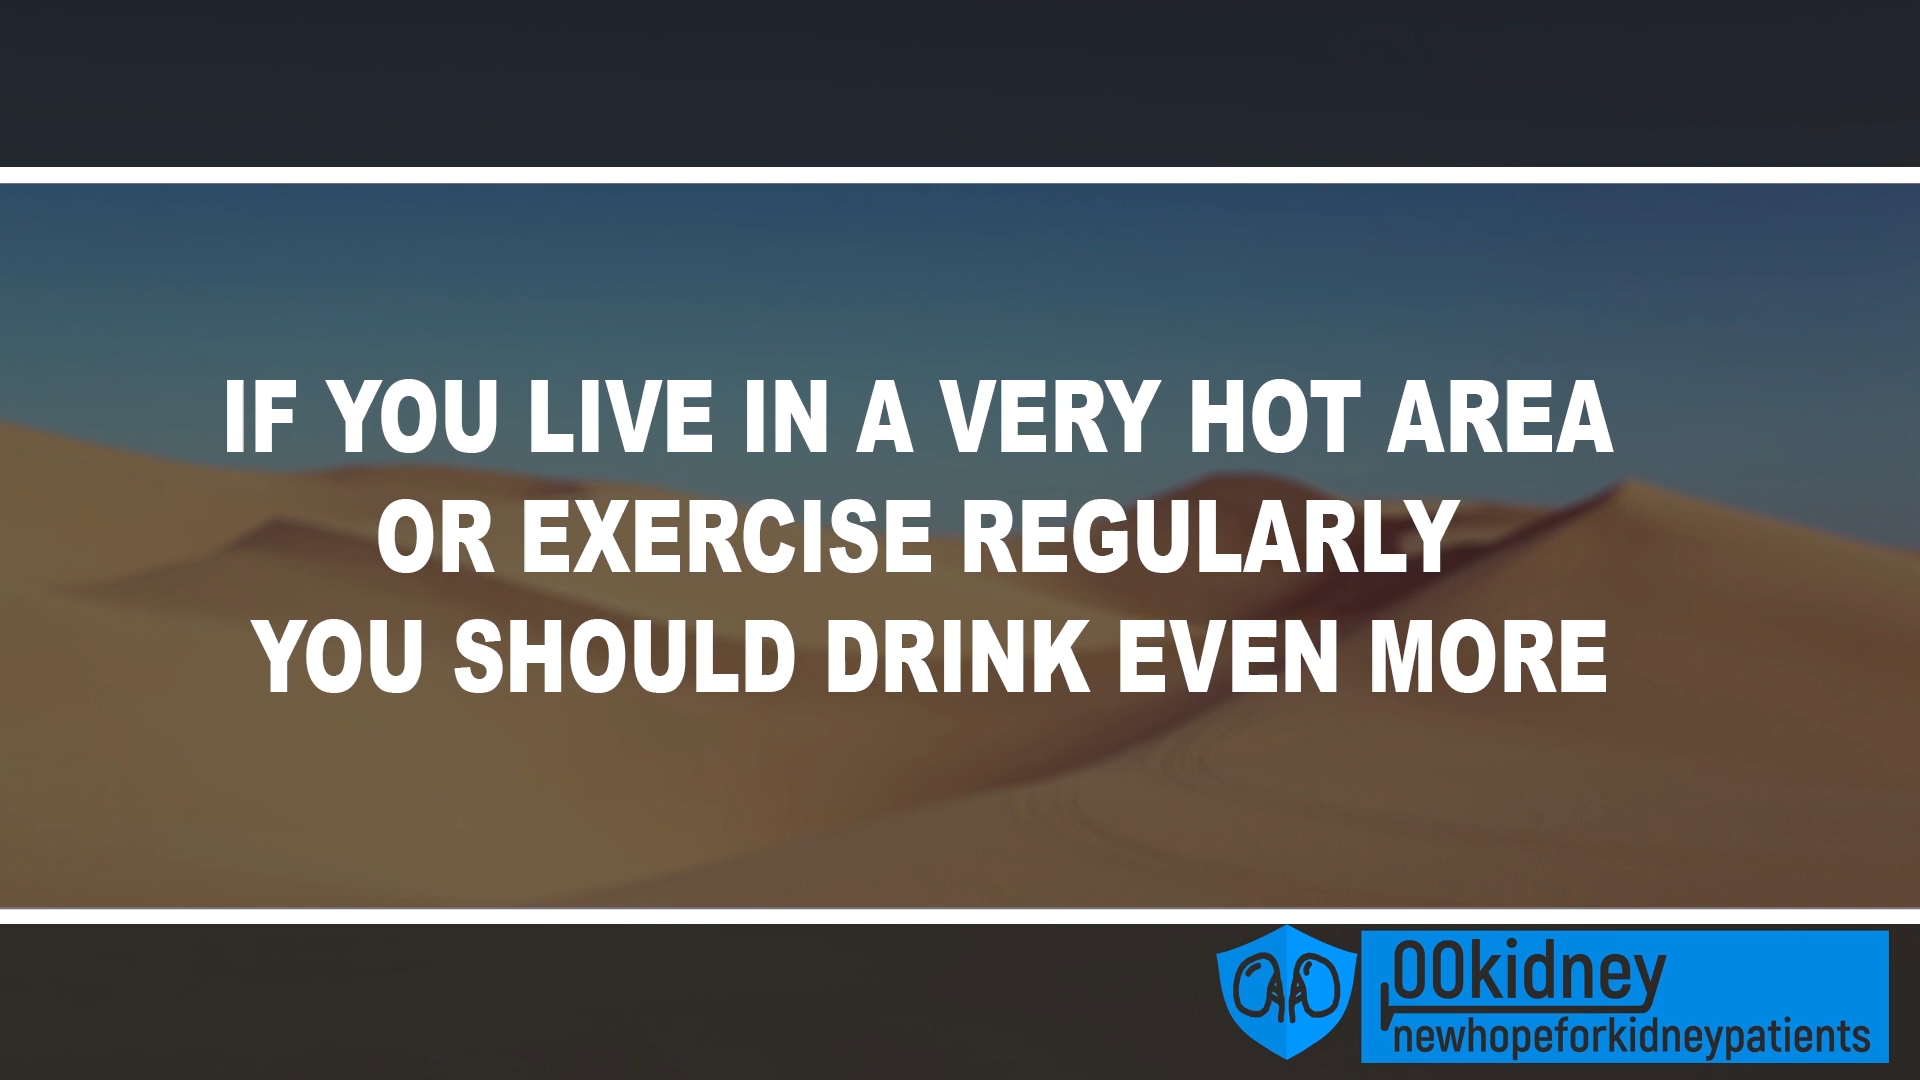 IF YOU LIVE IN A VERY HOT AREA
OR EXERCISE REGULARLY
YOU SHOULD DRINK EVEN MORE
00kidney
newhopeforkidneypatients